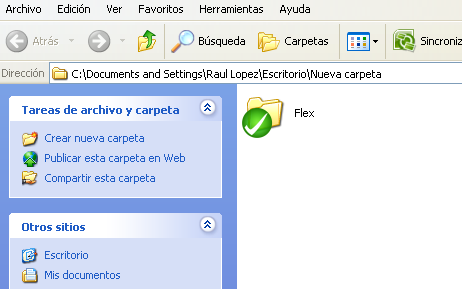 Archivo Edición Ver Favoritos Herramientas Ayuda
Atrás Búsqueda Carpetas
Dirección C:\Documents and Settings\Raul Lopez\Escritorio\Nueva carpeta
Tareas de archivo y carpeta
Crear nueva carpeta
Publicar esta carpeta en Web
Compartir esta carpeta
Otros sitios
Escritorio
Mis documentos
Flex